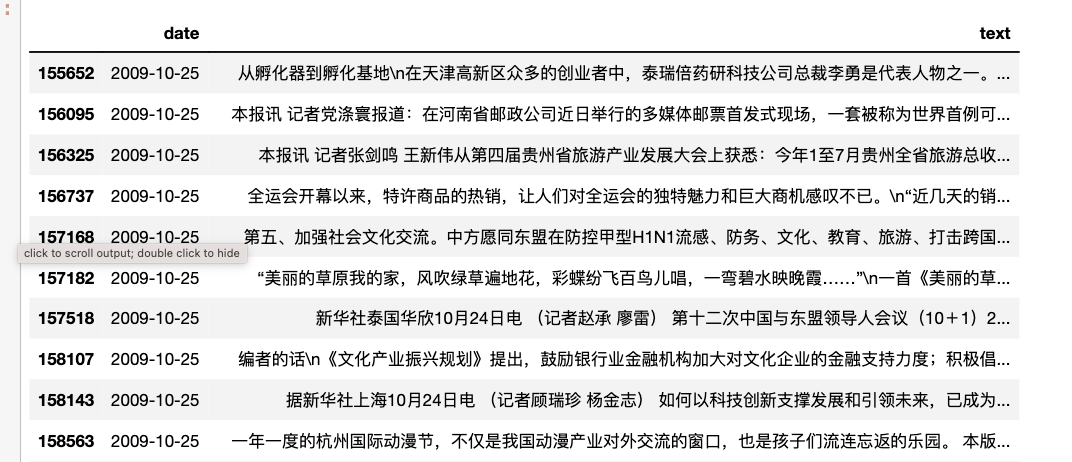 date text
155652 2009-10-25 从孵化器到孵化基地\n在天津高新区众多的创业者中，泰瑞倍药研科技公司总裁李勇是代表人物之一。...
156095 2009-10-25 本报讯 记者党涤寰报道：在河南省邮政公司近日举行的多媒体邮票首发式现场，一套被称为世界首例可...
156325 2009-10-25 本报讯 记者张剑鸣 王新伟从第四届贵州省旅游产业发展大会上获悉：今年1至7月贵州全省旅游总收...
156737 2009-10-25 全运会开幕以来，特许商品的热销，让人们对全运会的独特魅力和巨大商机感叹不已。\n“近几天的销...
157168 2009-10-25 第五、加强社会文化交流。中方愿同东盟在防控甲型H1N1流感、防务、文化、教育、旅游、打击跨国...
click to scroll output; double click to hide
157182 2009-10-25 “美丽的草原我的家，风吹绿草遍地花，彩蝶纷飞百鸟儿唱，一弯碧水映晚霞……”\n一首《美丽的草...
157518 2009-10-25 新华社泰国华欣10月24日电 （记者赵承 廖雷） 第十二次中国与东盟领导人会议（10＋1）2...
158107 2009-10-25 编者的话\n《文化产业振兴规划》提出，鼓励银行业金融机构加大对文化企业的金融支持力度；积极倡...
158143 2009-10-25 据新华社上海10月24日电 （记者顾瑞珍 杨金志） 如何以科技创新支撑发展和引领未来，已成为...
158563 2009-10-25 一年一度的杭州国际动漫节，不仅是我国动漫产业对外交流的窗口，也是孩子们流连忘返的乐园。 本版...